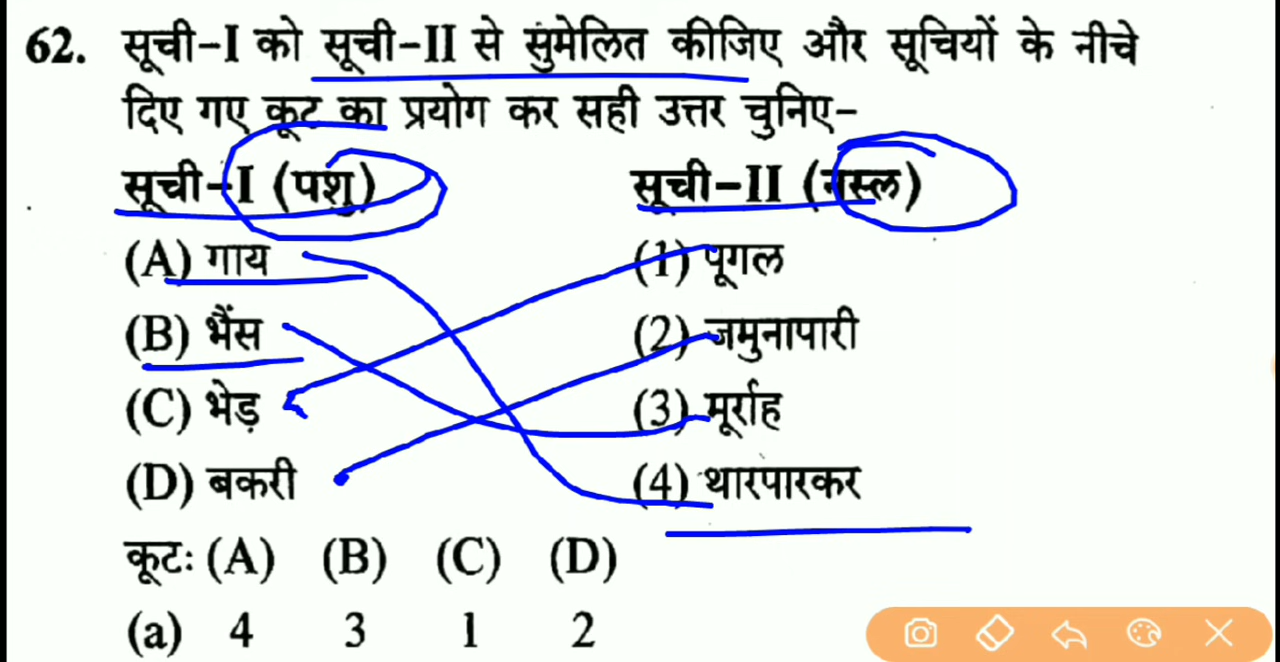 62. सूची-I को सूची-II से सुमेलित कीजिए और सूचियों के नीचे
दिए गए कूट का प्रयोग कर सही उत्तर चुनिए-
सूची-I (पशु) सूची-II (नस्ल)
(A) गाय (1) पूगल
(B) भैंस (2) जमुनापारी
(C) भेड़ (3) मूर्राह
(D) बकरी (4) थारपारकर
कूटः (A) (B) (C) (D)
(a) 4 3 1 2